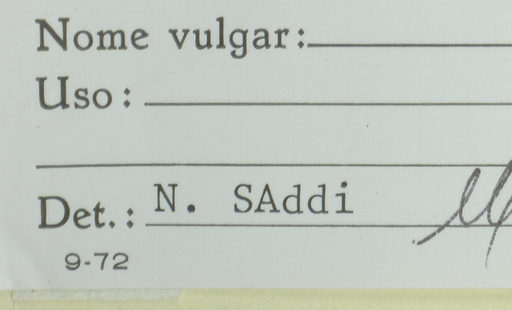 Nome vulgar:
Uso:
Det.: N. SAddi
9-72